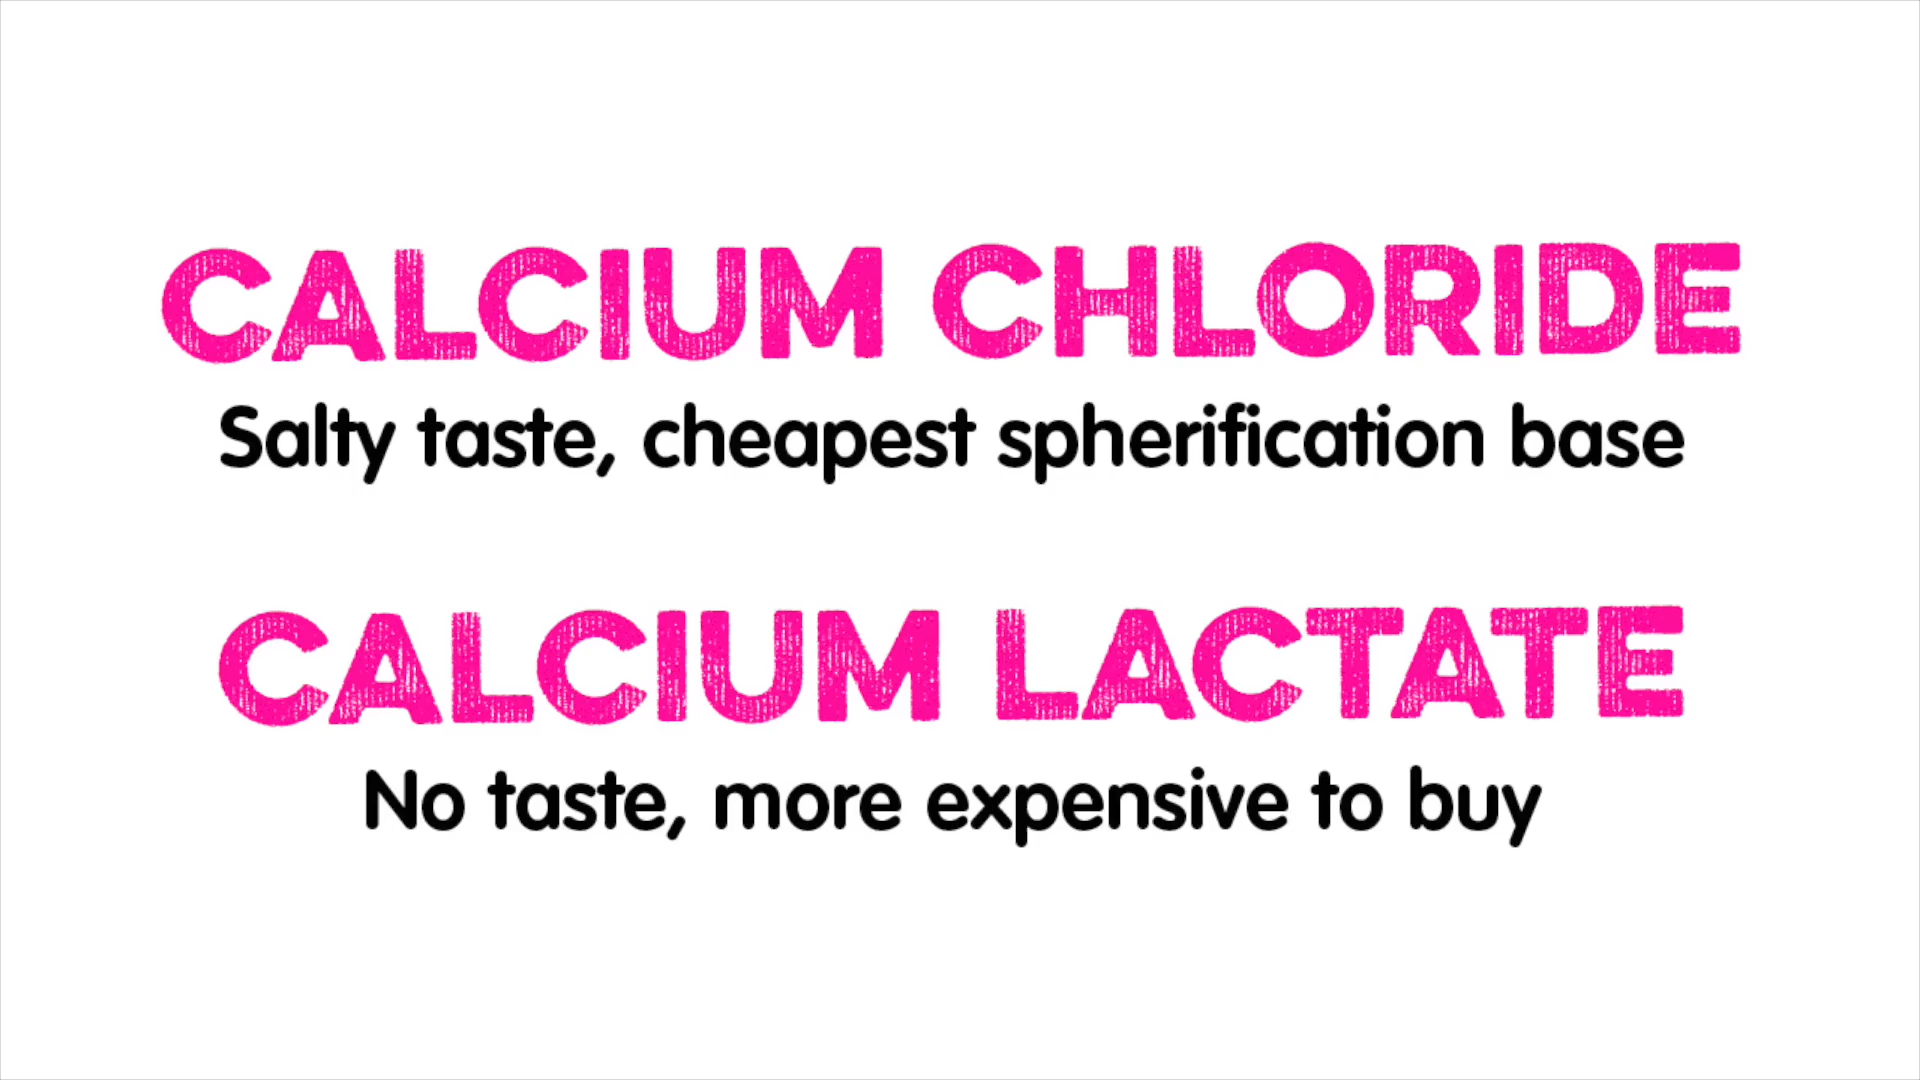 CALCIUM CHLORIDE
Salty taste, cheapest spherification base
CALCIUM LACTATE
No taste, more expensive to buy